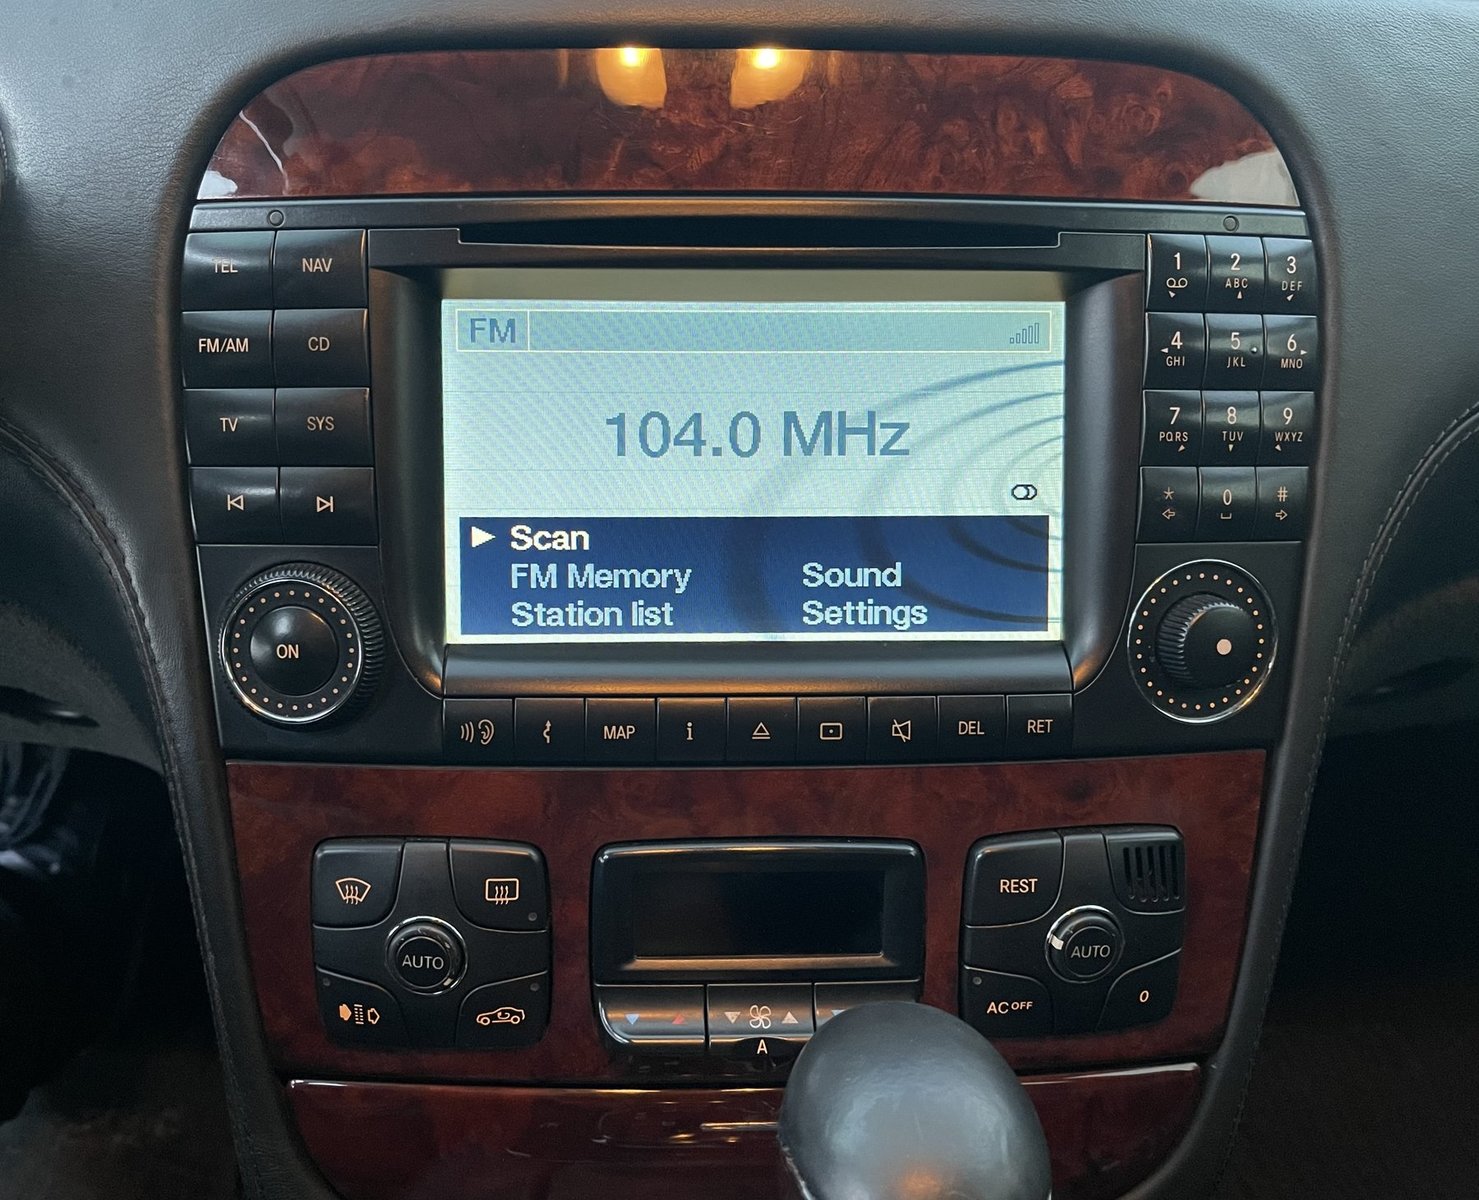 TEL NAV
FM/AM CD
TV SYS
ON
FM
104.0 MHz
Scan
FM Memory Sound
Station list Settings
1
2 ABC
3 DEF
4 GHI
5 JKL
6 MNO
7 PQRS
8 TUV
9 WXYZ
* 0 #
MAP i DEL RET
AUTO
A
REST
AUTO
AC OFF 0